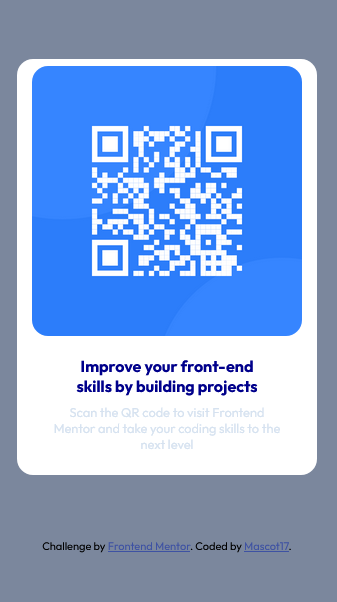 Improve your front-end
skills by building projects
Scan the QR code to visit Frontend
Mentor and take your coding skills to the
next level
Challenge by Frontend Mentor. Coded by Mascot17.